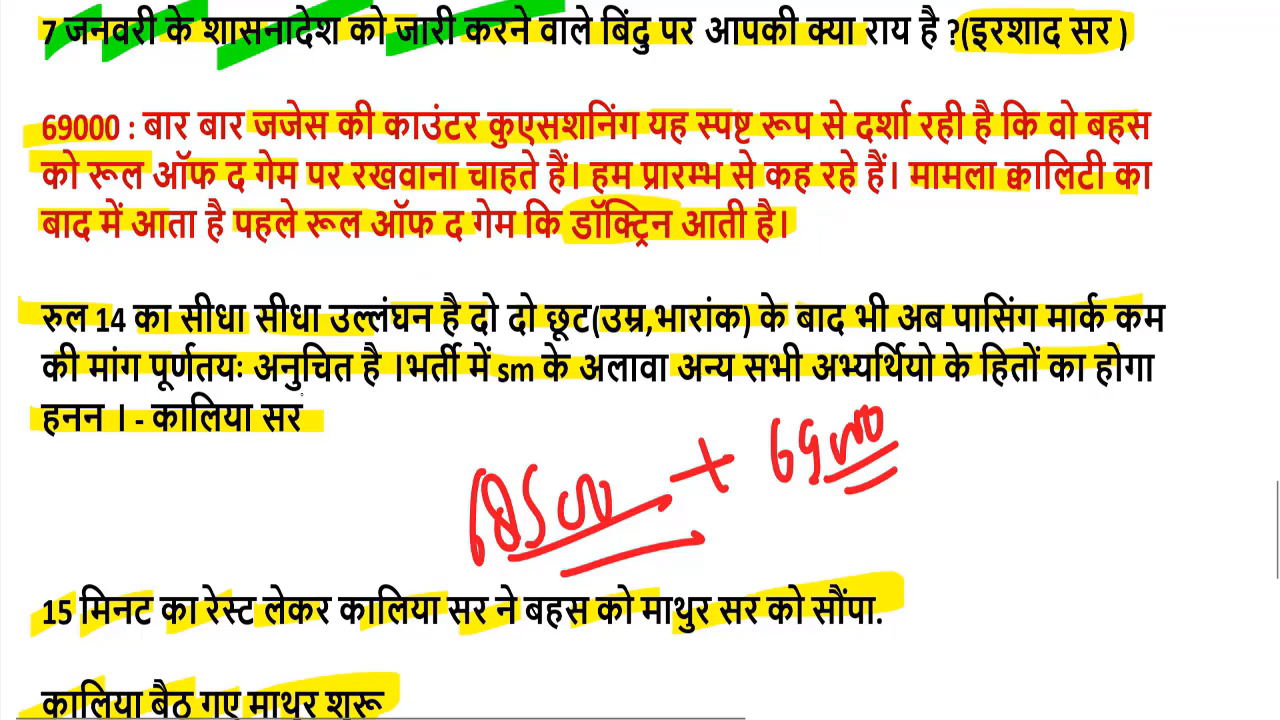 7 जनवरी के शासनादेश को जारी करने वाले बिंदु पर आपकी क्या राय है ?(इरशाद सर )
69000 : बार बार जजेस की काउंटर कुएसशनिंग यह स्पष्ट रूप से दर्शा रही है कि वो बहस
को रूल ऑफ द गेम पर रखवाना चाहते हैं। हम प्रारम्भ से कह रहे हैं। मामला क्वालिटी का
बाद में आता है पहले रूल ऑफ द गेम कि डॉक्ट्रिन आती है।
रुल 14 का सीधा सीधा उल्लंघन है दो दो छूट(उम्र,भारांक) के बाद भी अब पासिंग मार्क कम
की मांग पूर्णतयः अनुचित है ।भर्ती में sm के अलावा अन्य सभी अभ्यर्थियो के हितों का होगा
हनन । - कालिया सर
68500 + 69000
15 मिनट का रेस्ट लेकर कालिया सर ने बहस को माथुर सर को सौंपा.
कालिया बैठ गए माथुर शुरू